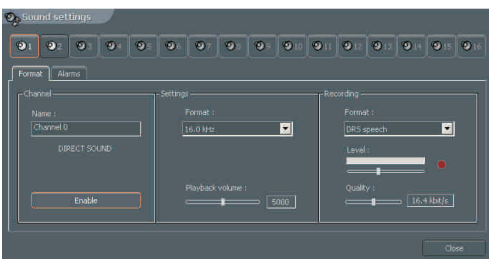 Sound settings
1 2 3 4 5 6 7 8 9 10 11 12 13 14 15 16
Format Alarms
Channel
Name :
Channel 0
DIRECT SOUND
Enable
Settings
Format :
16.0 kHz
Playback volume :
5000
Recording
Format :
DRS speech
Level :
Quality :
16.4 kbit/s
Close